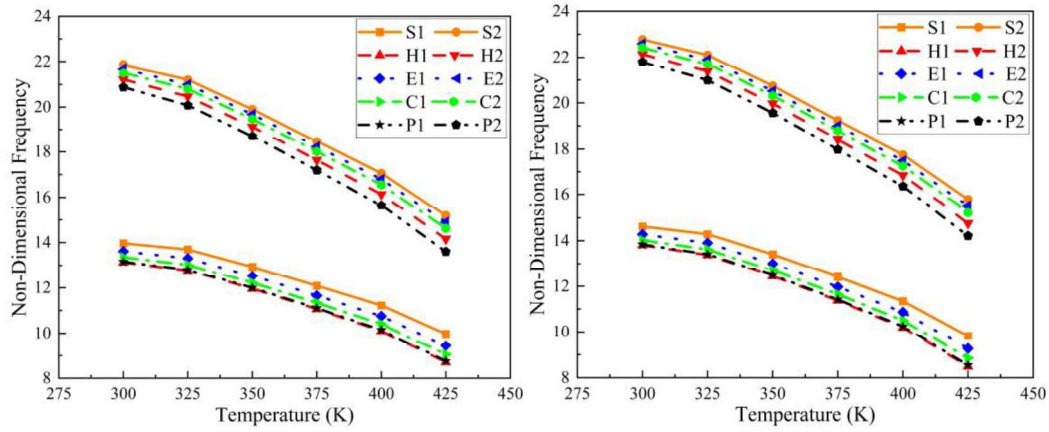 24
22
20
18
16
14
12
10
8
Non-Dimensional Frequency
S1 S2
H1 H2
E1 E2
C1 C2
P1 P2
275 300 325 350 375 400 425 450
Temperature (K)
24
22
20
18
16
14
12
10
8
Non-Dimensional Frequency
S1 S2
H1 H2
E1 E2
C1 C2
P1 P2
275 300 325 350 375 400 425 450
Temperature (K)